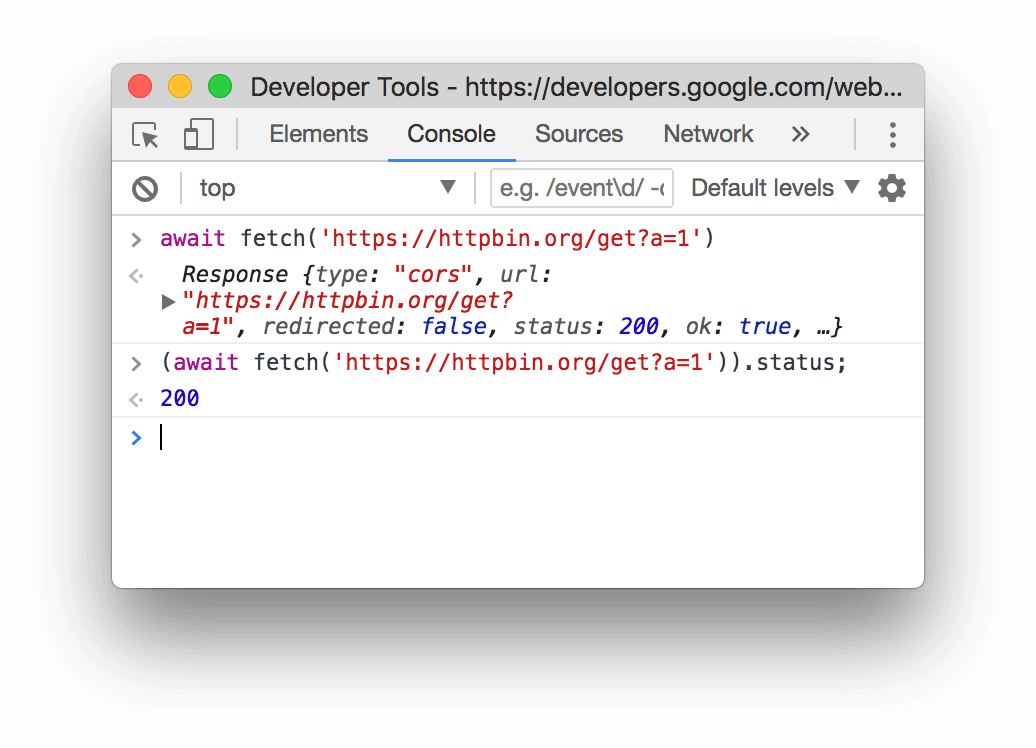 Developer Tools - https://developers.google.com/web...
Elements Console Sources Network »
top ▼ e.g. /event\d/ -c Default levels ▼
> await fetch('https://httpbin.org/get?a=1')
Response {type: "cors", url:
▶"https://httpbin.org/get?
a=1", redirected: false, status: 200, ok: true, …}
> (await fetch('https://httpbin.org/get?a=1')).status;
200
>